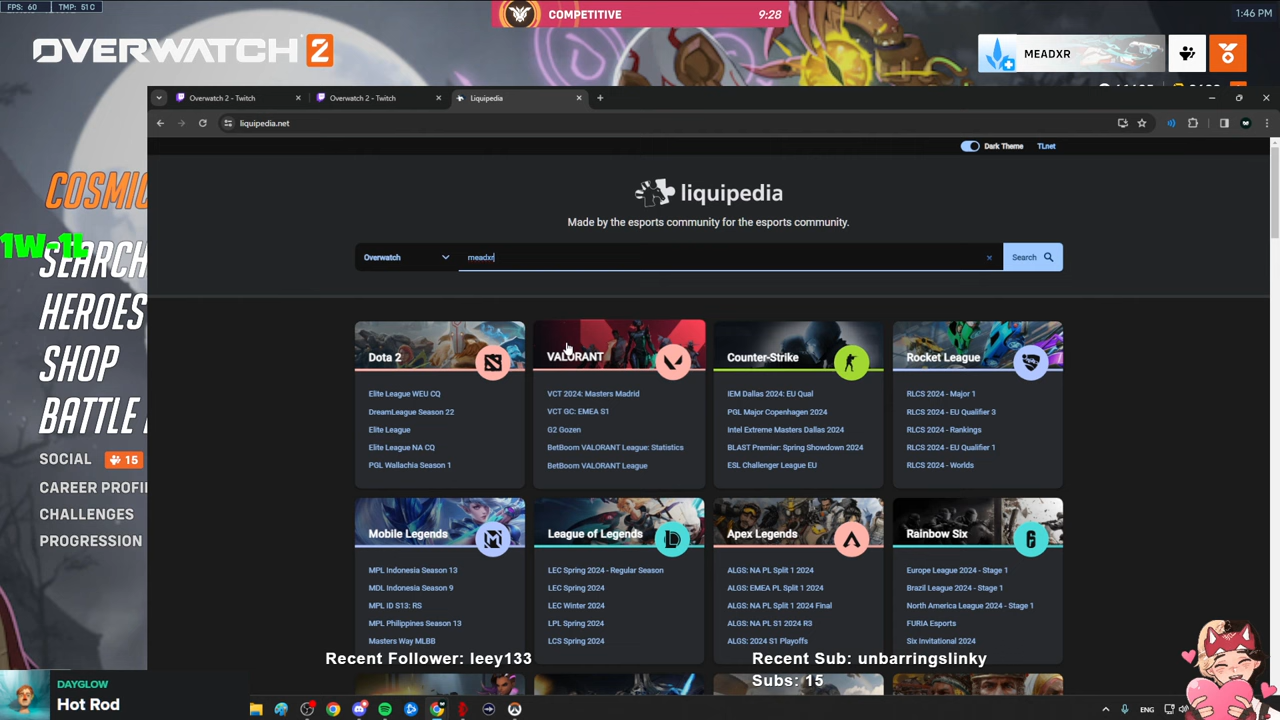 FPS: 60 TMP: 51C
COMPETITIVE 9:28
1:46 PM
OVERWATCH 2
MEADXR
Overwatch 2 - Twitch
Overwatch 2 - Twitch
Liquipedia
liquipedia.net
Dark Theme TLnet
liquipedia
Made by the esports community for the esports community.
Overwatch meadxr Search
COSMIC
1W-1L
SEARCH
HEROES
SHOP
BATTLE
SOCIAL 15
CAREER PROFI
CHALLENGES
PROGRESSION
Dota 2
Elite League WEU CQ
DreamLeague Season 22
Elite League
Elite League NA CQ
PGL Wallachia Season 1
VALORANT
VCT 2024: Masters Madrid
VCT GC: EMEA S1
G2 Gozen
BetBoom VALORANT League: Statistics
BetBoom VALORANT League
Counter-Strike
IEM Dallas 2024: EU Qual
PGL Major Copenhagen 2024
Intel Extreme Masters Dallas 2024
BLAST Premier: Spring Showdown 2024
ESL Challenger League EU
Rocket League
RLCS 2024 - Major 1
RLCS 2024 - EU Qualifier 3
RLCS 2024 - Rankings
RLCS 2024 - EU Qualifier 1
RLCS 2024 - Worlds
Mobile Legends
MPL Indonesia Season 13
MDL Indonesia Season 9
MPL ID S13: RS
MPL Philippines Season 13
Masters Way MLBB
League of Legends
LEC Spring 2024 - Regular Season
LEC Spring 2024
LEC Winter 2024
LPL Spring 2024
LCS Spring 2024
Apex Legends
ALGS: NA PL Split 1 2024
ALGS: EMEA PL Split 1 2024
ALGS: NA PL Split 1 2024 Final
ALGS: NA PL S1 2024 R3
ALGS: 2024 S1 Playoffs
Rainbow Six
Europe League 2024 - Stage 1
Brazil League 2024 - Stage 1
North America League 2024 - Stage 1
FURIA Esports
Six Invitational 2024
Recent Follower: leey133
Recent Sub: unbarringslinky
Subs: 15
DAYGLOW
Hot Rod
ENG